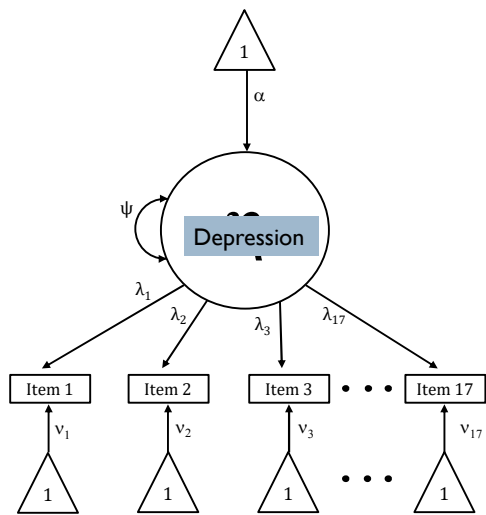 1
α
ψ
Depression
λ1 λ2 λ3 λ17
Item 1 Item 2 Item 3 • • • Item 17
ν1 ν2 ν3 ν17
1 1 1 • • • 1